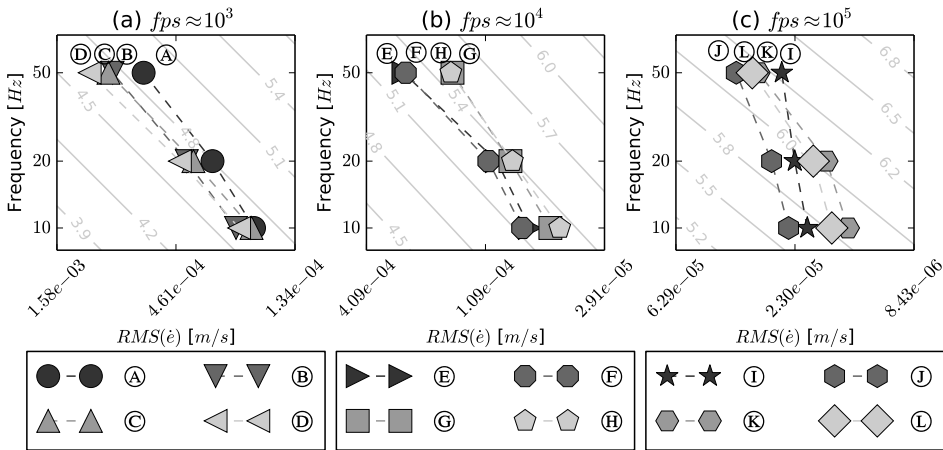 (a) fps≈10³
(b) fps≈10⁴
(c) fps≈10⁵
Ⓓ Ⓒ Ⓑ Ⓐ
Ⓔ Ⓕ Ⓗ Ⓖ
Ⓙ Ⓛ Ⓚ Ⓘ
Frequency [Hz]
50
20
10
4.5
4.8
5.4
5.1
3.9
4.2
1.58e−03
4.61e−04
1.34e−04
Frequency [Hz]
50
20
10
6.0
5.1
5.4
5.7
4.8
4.5
4.09e−04
1.09e−04
2.91e−05
Frequency [Hz]
50
20
10
6.8
6.5
6.0
5.8
6.2
5.5
5.2
6.29e−05
2.30e−05
8.43e−06
RMS(ė) [m/s]
RMS(ė) [m/s]
RMS(ė) [m/s]
Ⓐ Ⓑ
Ⓒ Ⓓ
Ⓔ Ⓕ
Ⓖ Ⓗ
Ⓘ Ⓙ
Ⓚ Ⓛ